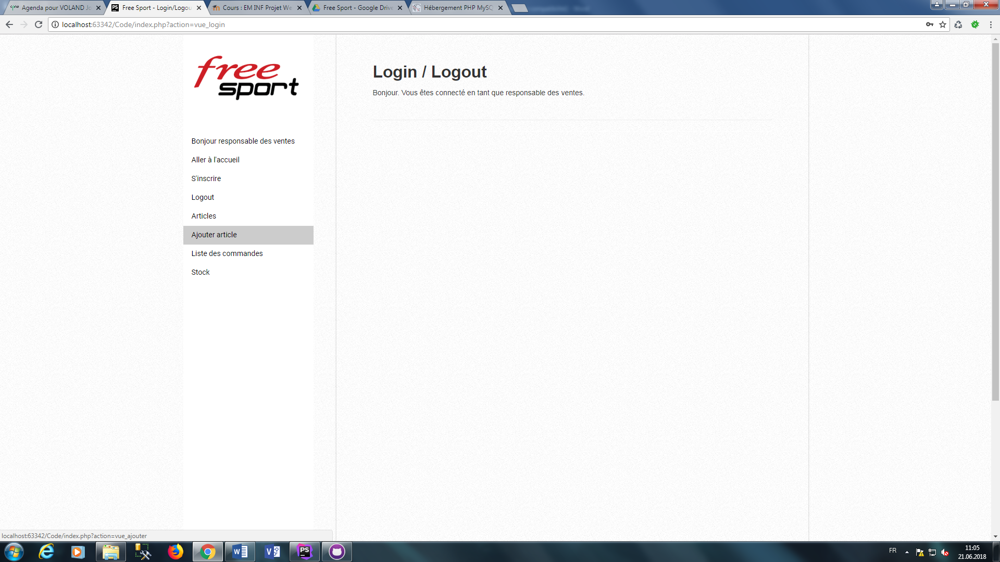 Agenda pour VOLAND Jo
Free Sport - Login/Logou
Cours : EM INF Projet We
Free Sport - Google Drive
Hébergement PHP MySQ
localhost:63342/Code/index.php?action=vue_login
free
sport
Login / Logout
Bonjour. Vous êtes connecté en tant que responsable des ventes.
Bonjour responsable des ventes
Aller à l'accueil
S'inscrire
Logout
Articles
Ajouter article
Liste des commandes
Stock
localhost:63342/Code/index.php?action=vue_ajouter
FR
11:05
21.06.2018